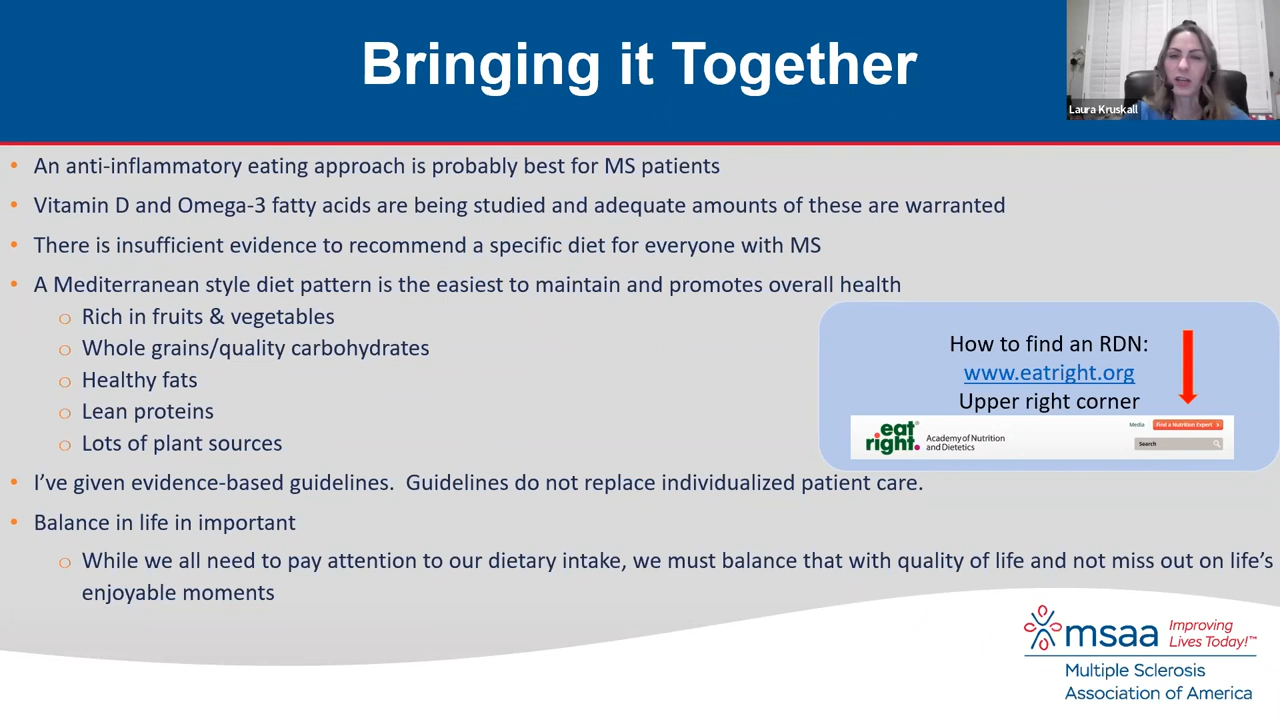 Bringing it Together
Laura Kruskall
• An anti-inflammatory eating approach is probably best for MS patients
• Vitamin D and Omega-3 fatty acids are being studied and adequate amounts of these are warranted
• There is insufficient evidence to recommend a specific diet for everyone with MS
• A Mediterranean style diet pattern is the easiest to maintain and promotes overall health
o Rich in fruits & vegetables
o Whole grains/quality carbohydrates
o Healthy fats
o Lean proteins
o Lots of plant sources
How to find an RDN:
www.eatright.org
Upper right corner
eat
right.
Academy of Nutrition
and Dietetics
Media
Find a Nutrition Expert >
Search
• I’ve given evidence-based guidelines.  Guidelines do not replace individualized patient care.
• Balance in life in important
o While we all need to pay attention to our dietary intake, we must balance that with quality of life and not miss out on life’s
enjoyable moments
msaa
Improving
Lives Today!™
Multiple Sclerosis
Association of America